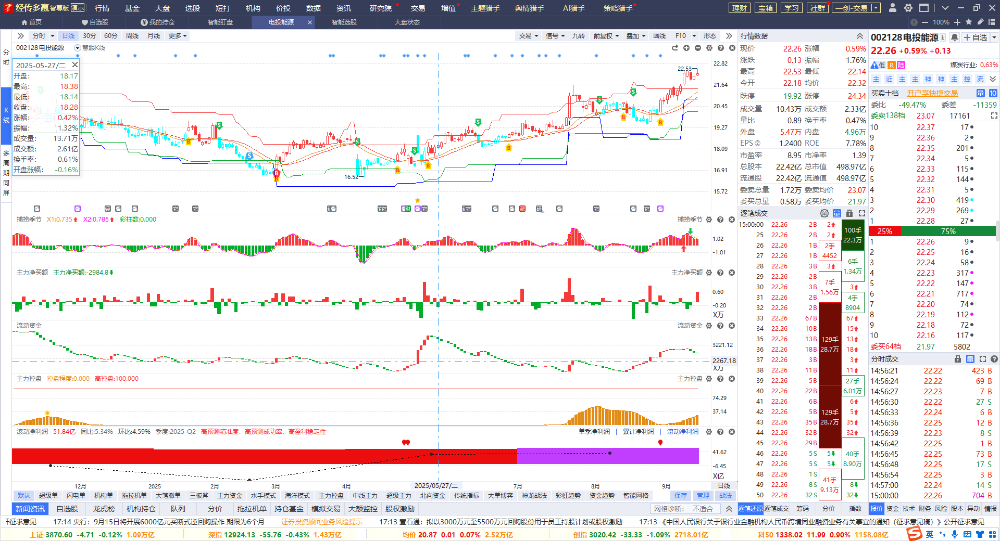 经传多赢 智尊版 演示 行情 基金 大盘 选股 短打 机构 价投 数据 资讯 研究院 交易 增值 主题猎手 舆情猎手 AI猎手 策略猎手 理财 宝箱 学习 社群 一创-交易
首页 自选股 我的持仓 智能盯盘 电投能源 × 智能选股 大盘状态 100%
分时 日线 30分 60分 周线 月线 更多 交易 信号 九转 前复权 叠加 画线 F10 形态
002128电投能源 慧眼K线
分时
K线
多周期同屏
2025-05-27/二
开盘: 18.17
最高: 18.38
最低: 18.14
收盘: 18.28
涨幅: 0.42%
振幅: 1.32%
成交量: 13.71万
成交额: 2.61亿
换手率: 0.61%
开盘涨幅: -0.16%
22.53
16.52
22.82
21.64
20.45
19.27
18.09
16.91
15.72
捕捞季节 X1:0.735 X2:0.785 彩柱数:0.000 捕捞季节
1.02
-1.01
主力净买额 主力净买额:-2984.8 主力净买额
0.60
-0.20
X万
流动资金 流动资金
3221.12
2267.18
X万
主力控盘 控盘程度:0.000 高控盘:100.000 主力控盘
74.29
37.14
滚动净利润 51.84亿 同比:5.34% 环比:4.59% 季度:2025-Q2 高预测精准度，高预测成功率，高盈利稳定性 单季净利润 | 累计净利润 | 滚动净利润
41.62
-6.45
X亿
12月 2025 2月 3月 4月 2025/05/27/二 7月 8月 9月 日线
默认 超级单 闪电单 机构单 拖拉机单 大笔撤单 三板斧 主力资金 水手模式 海洋模式 主力控盘 中线主力 超级主力 北向资金 传统指标 大单博弈 神龙战法 彩虹趋势 资金趋势 智能网格 保存 管理 战法
新闻资讯 自选股 龙虎榜 机构持仓 队列 分价 拖拉机单 持仓基金 模拟交易 大额监控 股权激励 网格诊断: 不适合
行情数据
现价 22.26 涨幅 0.59%
涨跌 0.13 振幅 1.76%
最高 22.53 最低 22.14
今开 22.18 均价 22.32
跌停 19.92 涨停 24.34
成交量 10.43万 成交额 2.33亿
量比 0.89 换手率 0.47%
外盘 5.47万 内盘 4.96万
EPS② 1.2400 ROE 7.78%
市盈率 8.95 市净率 1.39
总股本 22.42亿 总市值 498.97亿
流通股 22.42亿 流通值 498.97亿
委卖总量 1.72万 委卖均价 23.07
委买总量 0.58万 委买均价 21.97
逐笔成交 单 量
15:00:00 22.26 2B 2
25 22.26 2B 2
26 22.26 1B
27 22.26 1B
28 22.26 3B 3
29 22.26 2B
30 22.26 3B 3
31 22.26 2B
32 22.26 2B
33 22.26 67B 67
34 22.26 10B 15
35 22.26 13B 13
36 22.26 18B 18
37 22.26 3B 3
38 22.26 11B 11
39 22.26 5B
40 22.26 22B
41 22.26 6B 6
42 22.26 5B 5
43 22.26 35B 35
44 22.26 32B 32
45 22.26 29B
46 22.26 5S 5
47 22.26 5S 5
48 22.26 1S
49 22.26 8S 8
50 22.26 32S 32
100手
22.3万
2手
4452
6手
1.34万
7手
1.56万
4手
8904
129手
28.7万
27手
6.01万
129手
28.7万
40手
8.90万
41手
9.13万
逐笔还原 逐笔成交 筹码 分价 指数
002128电投能源 自选
22.26 +0.59% +0.13
低 R 陆 煤炭行业: 0.63%
主 近 主 主 神 神 主 控 流
买卖十档 开户享快捷交易 量 10
委比 -49.47% 委差 -11359
委卖138档 23.07 17161
10 22.37 17
9 22.36 2
8 22.35 201
7 22.34 5
6 22.33 115
5 22.32 144
4 22.31 5
3 22.30 419
2 22.29 269
1 22.28 27
25% 75%
1 22.26 9
2 22.25 16
3 22.24 58
4 22.23 317
5 22.22 147
6 22.21 717
7 22.20 74
8 22.19 112
9 22.18 72
10 22.16 117
委买64档 21.97 5802
分时成交 量
14:56:21 22.22 423 B
14:56:24 22.22 69 B
14:56:27 22.23 7 B
14:56:30 22.22 27 S
14:56:33 22.24 6 B
14:56:36 22.25 12 B
14:56:39 22.23 8 S
14:56:42 22.25 1 B
14:56:45 22.25 73 B
14:56:48 22.25 17 S
14:56:54 22.25 3 B
14:57:00 22.24 14 S
15:00:00 22.26 704 B
报价 资金 技术 财务 风险 股本 异动 情报
开征求意见 17:14 央行：9月15日将开展6000亿元买断式逆回购操作 期限为6个月 证券投资顾问业务风险提示 17:13 壹石通：拟以3000万元至5500万元回购股份用于员工持股计划或股权激励 17:13 《中国人民银行关于银行业金融机构人民币跨境同业融资业务有关事宜的通知（征求意见稿）》公开征求意见
上证 3870.60 -4.71 -0.12% 1.09万亿 深指 12924.13 -55.76 -0.43% 1.43万亿 均价 20.87 0.01 0.07% 2.52万亿 创指 3020.42 -33.33 -1.09% 2718.01亿 科50 1338.02 11.99 0.90% 1158.08亿 英